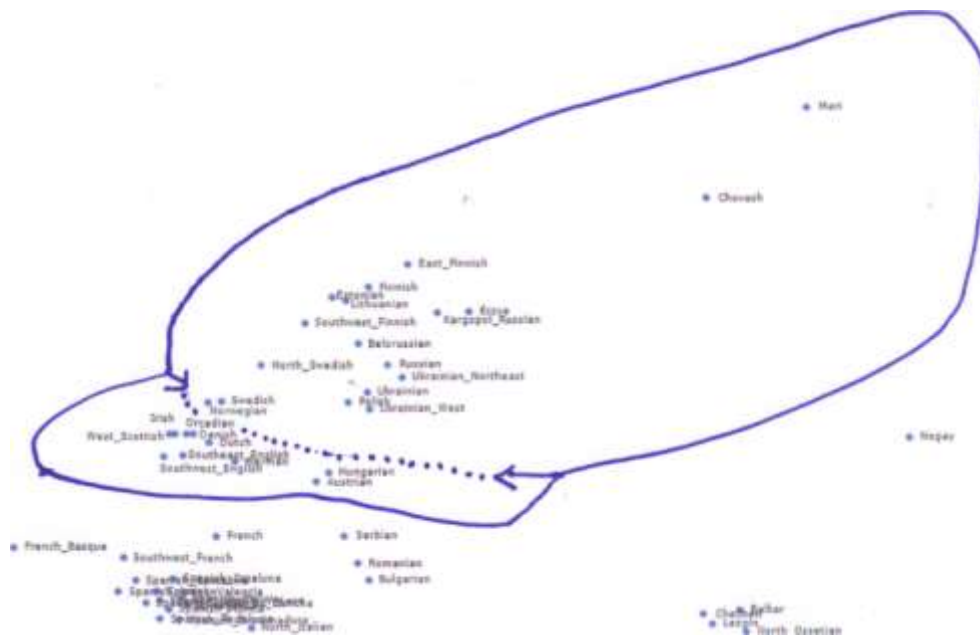 Mari
Chuvash
East_Finnish
Finnish
Estonian
Lithuanian
Erzya
Kargopol_Russian
Southwest_Finnish
Belorussian
North_Swedish
Russian
Ukrainian_Northeast
Ukrainian
Swedish
Polish
Norwegian
Ukrainian_West
Irish
Orcadian
West_Scottish
Danish
Nogay
Dutch
Southeast_English
Southwest_English
Hungarian
Austrian
French
Serbian
French_Basque
Southwest_French
Romanian
Bulgarian
Balkar
Lezgin
North_Italian
North_Ossetian